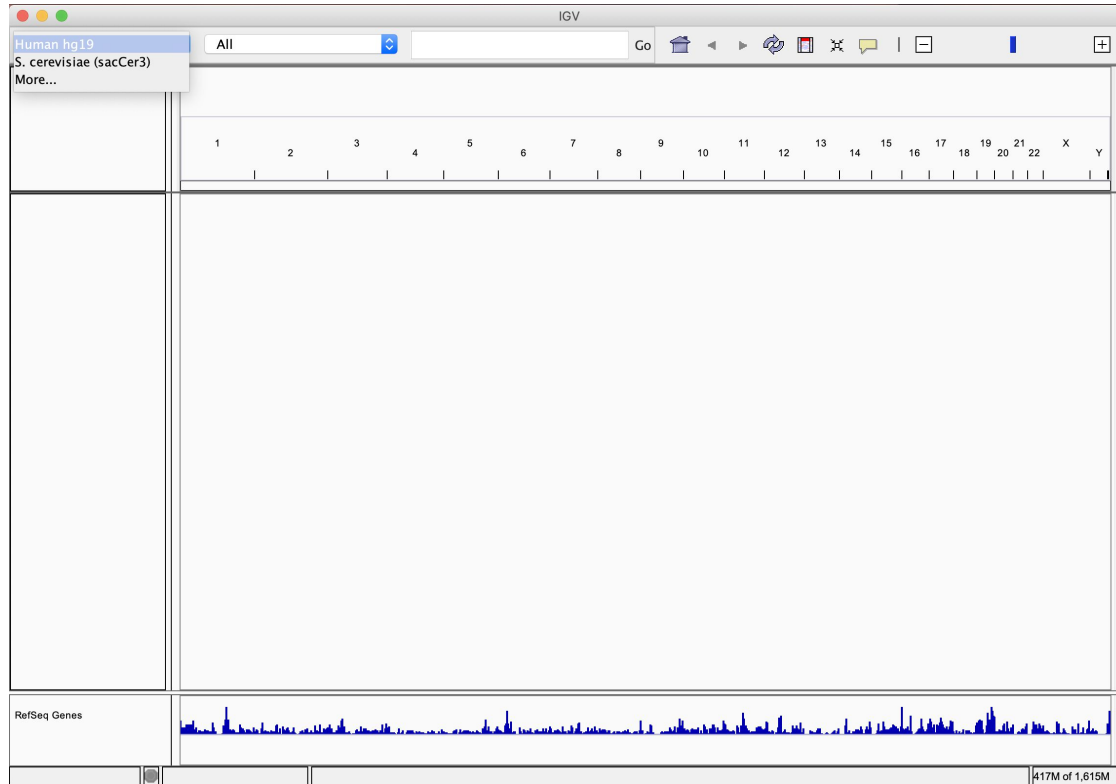 IGV
Human hg19
S. cerevisiae (sacCer3)
More...
All
Go
1 2 3 4 5 6 7 8 9 10 11 12 13 14 15 16 17 18 19 20 21 22 X Y
RefSeq Genes
417M of 1,615M